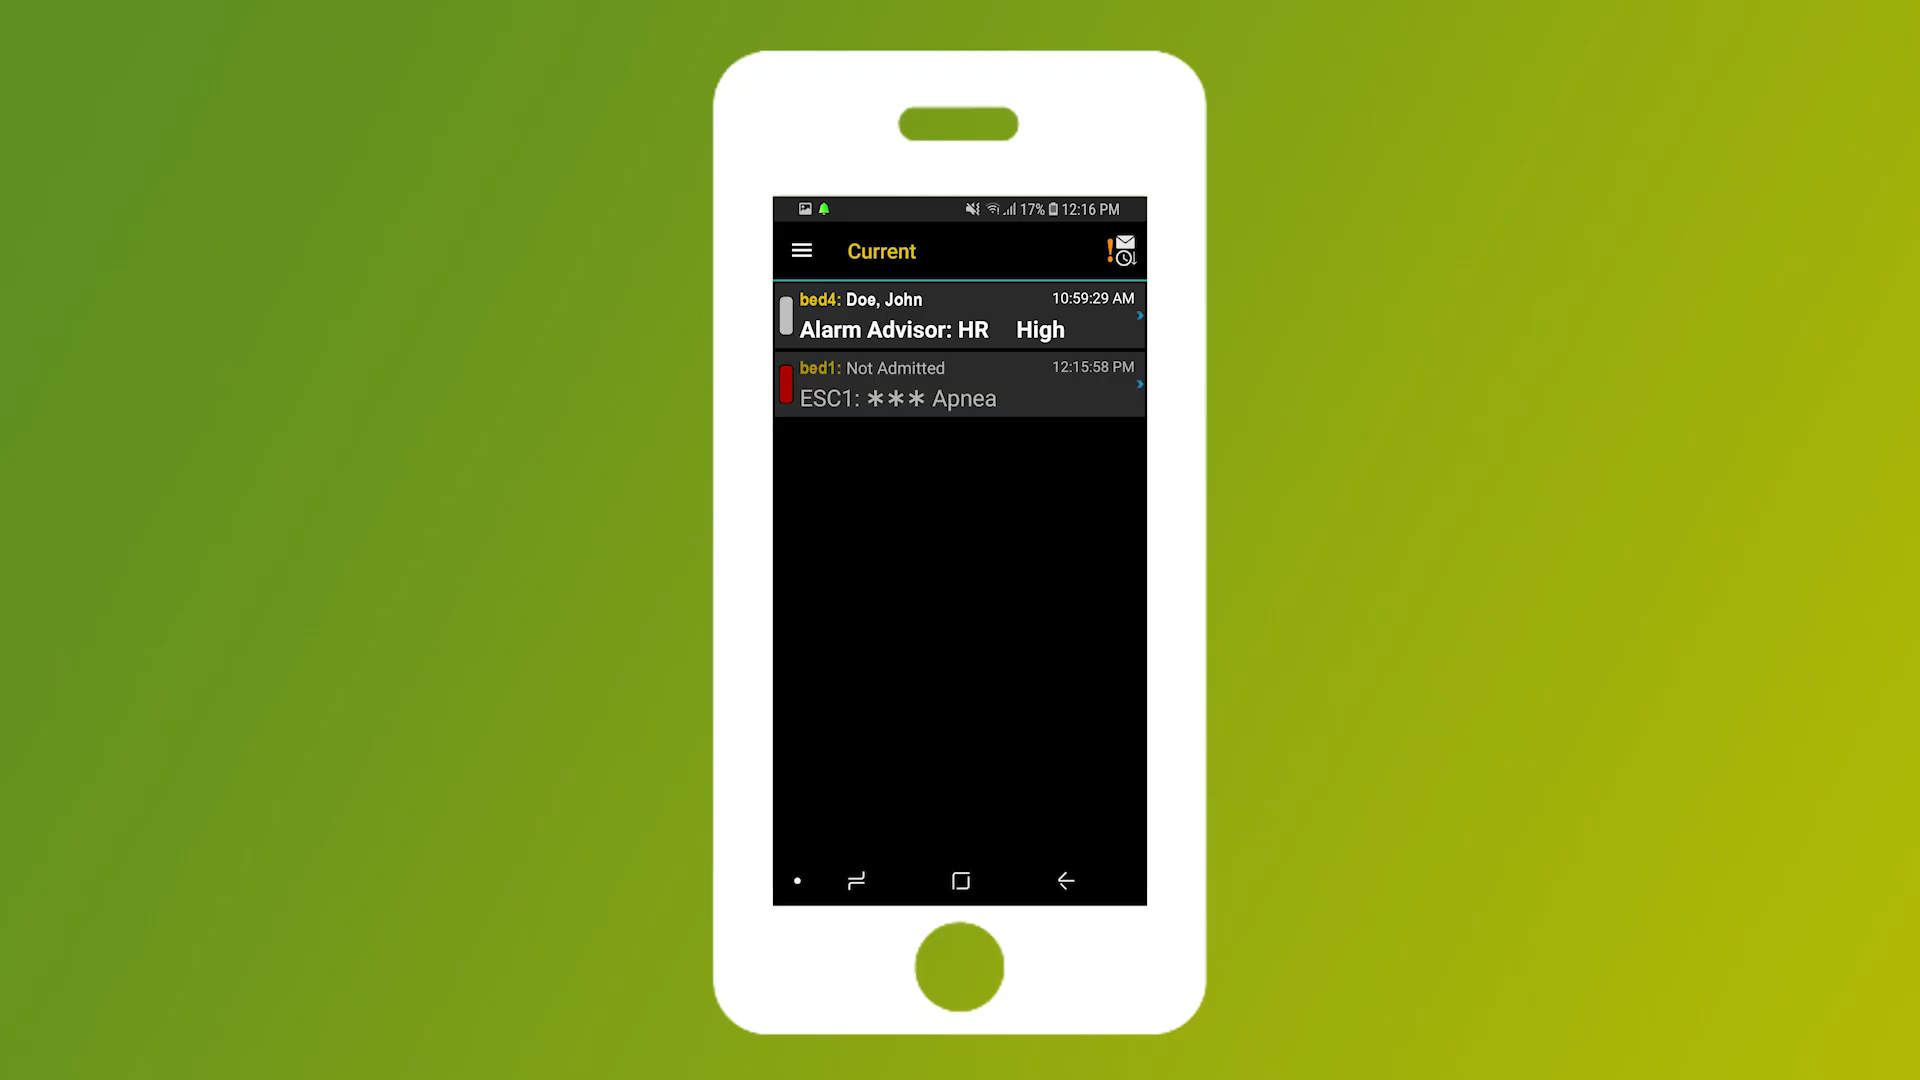 17% 12:16 PM
Current
bed4: Doe, John 10:59:29 AM
Alarm Advisor: HR High
bed1: Not Admitted 12:15:58 PM
ESC1: *** Apnea